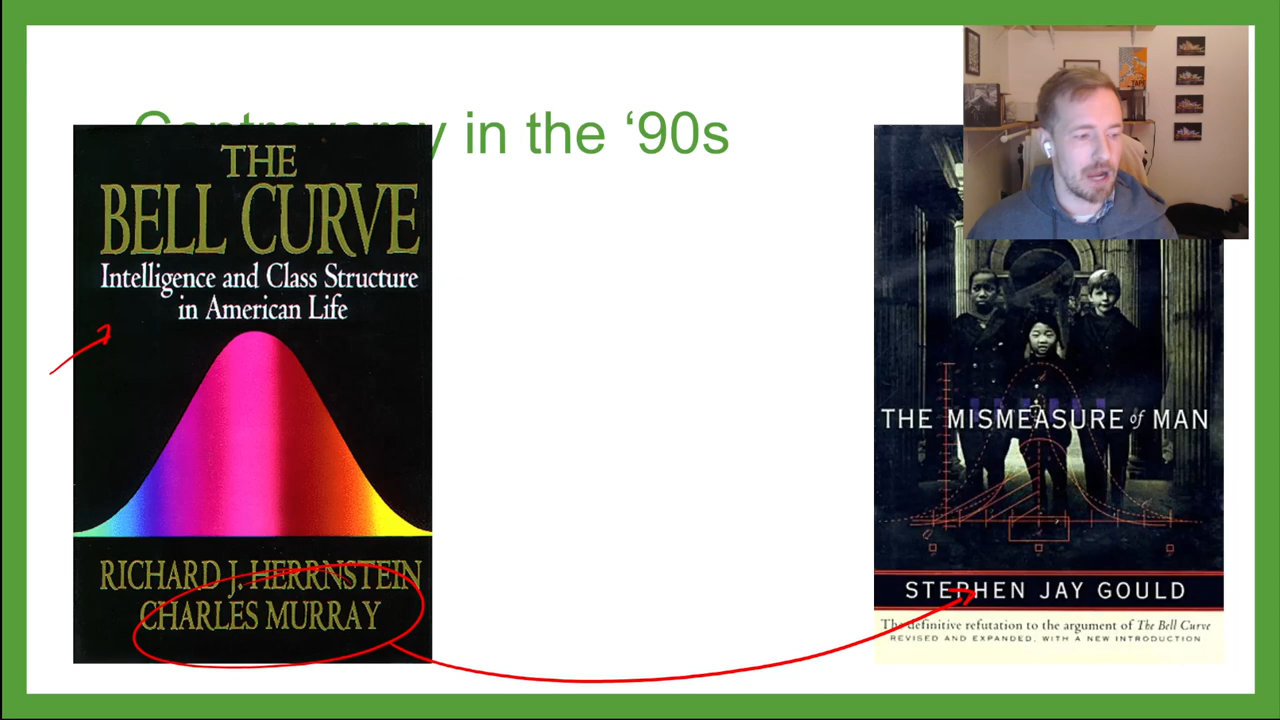 Controversy in the ‘90s
THE
BELL CURVE
Intelligence and Class Structure
in American Life
RICHARD J. HERRNSTEIN
CHARLES MURRAY
THE MISMEASURE of MAN
STEPHEN JAY GOULD
The definitive refutation to the argument of The Bell Curve
REVISED AND EXPANDED, WITH A NEW INTRODUCTION